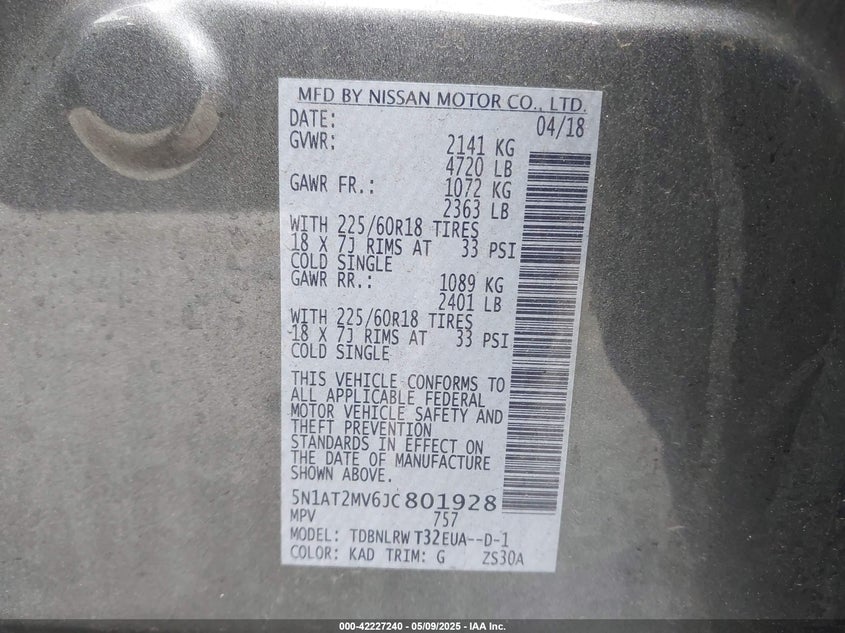 MFD BY NISSAN MOTOR CO., LTD.
DATE: 04/18
GVWR: 2141 KG
4720 LB
GAWR FR.: 1072 KG
2363 LB
WITH 225/60R18 TIRES
18 X 7J RIMS AT 33 PSI
COLD SINGLE
GAWR RR.: 1089 KG
2401 LB
WITH 225/60R18 TIRES
18 X 7J RIMS AT 33 PSI
COLD SINGLE
THIS VEHICLE CONFORMS TO
ALL APPLICABLE FEDERAL
MOTOR VEHICLE SAFETY AND
THEFT PREVENTION
STANDARDS IN EFFECT ON
THE DATE OF MANUFACTURE
SHOWN ABOVE.
5N1AT2MV6JC801928
MPV 757
MODEL: TDBNLRW T32EUA--D-1
COLOR: KAD TRIM: G ZS30A
000-42227240 - 05/09/2025 - IAA Inc.